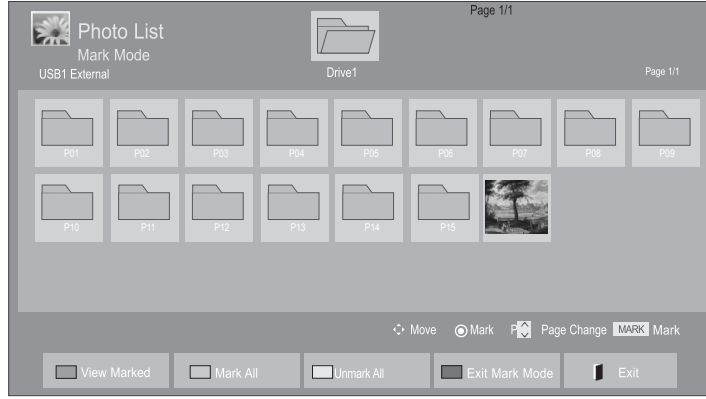 Page 1/1
Photo List
Mark Mode
USB1 External
Drive1
Page 1/1
P01 P02 P03 P04 P05 P06 P07 P08 P09
P10 P11 P12 P13 P14 P15
Move Mark P Page Change MARK Mark
View Marked Mark All Unmark All Exit Mark Mode Exit